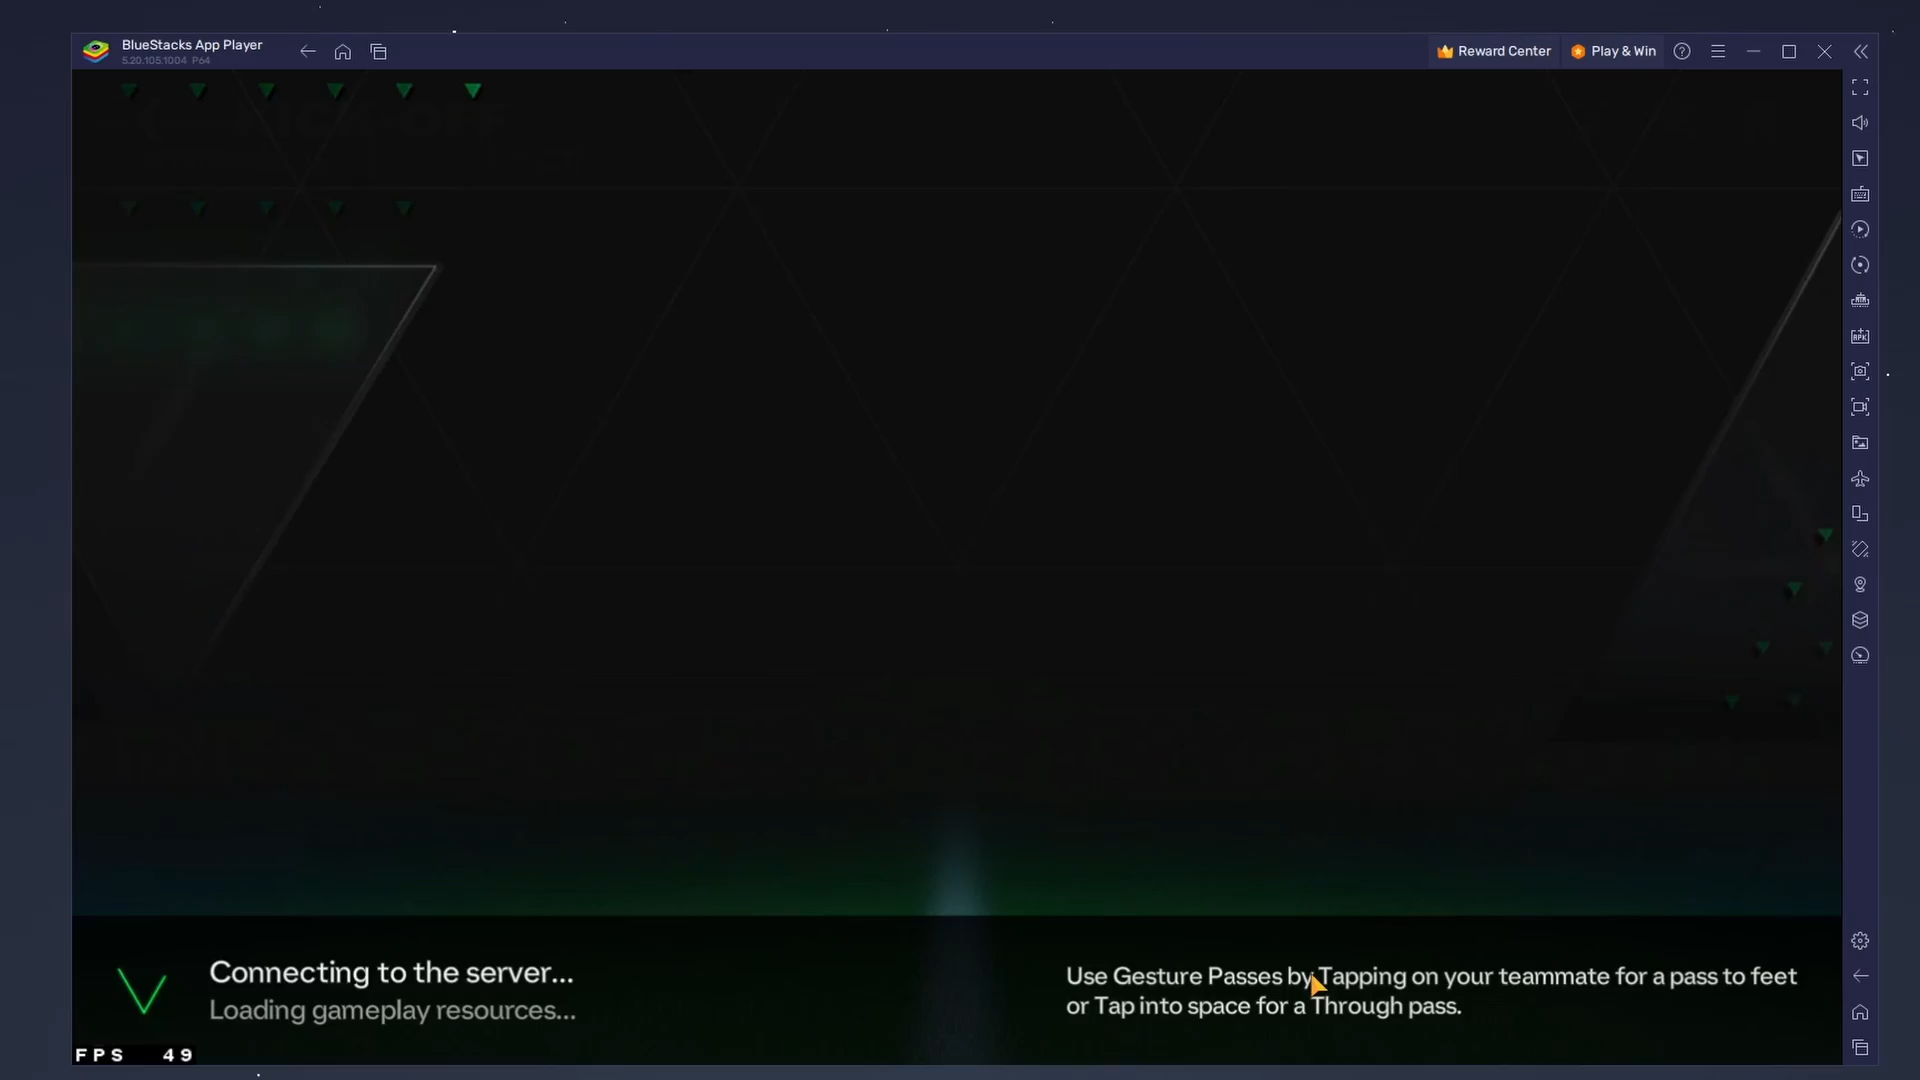 BlueStacks App Player
5.20.105.1004 P64
Reward Center
Play & Win
KICK-OFF
Connecting to the server...
Loading gameplay resources...
Use Gesture Passes by Tapping on your teammate for a pass to feet
or Tap into space for a Through pass.
FPS 49